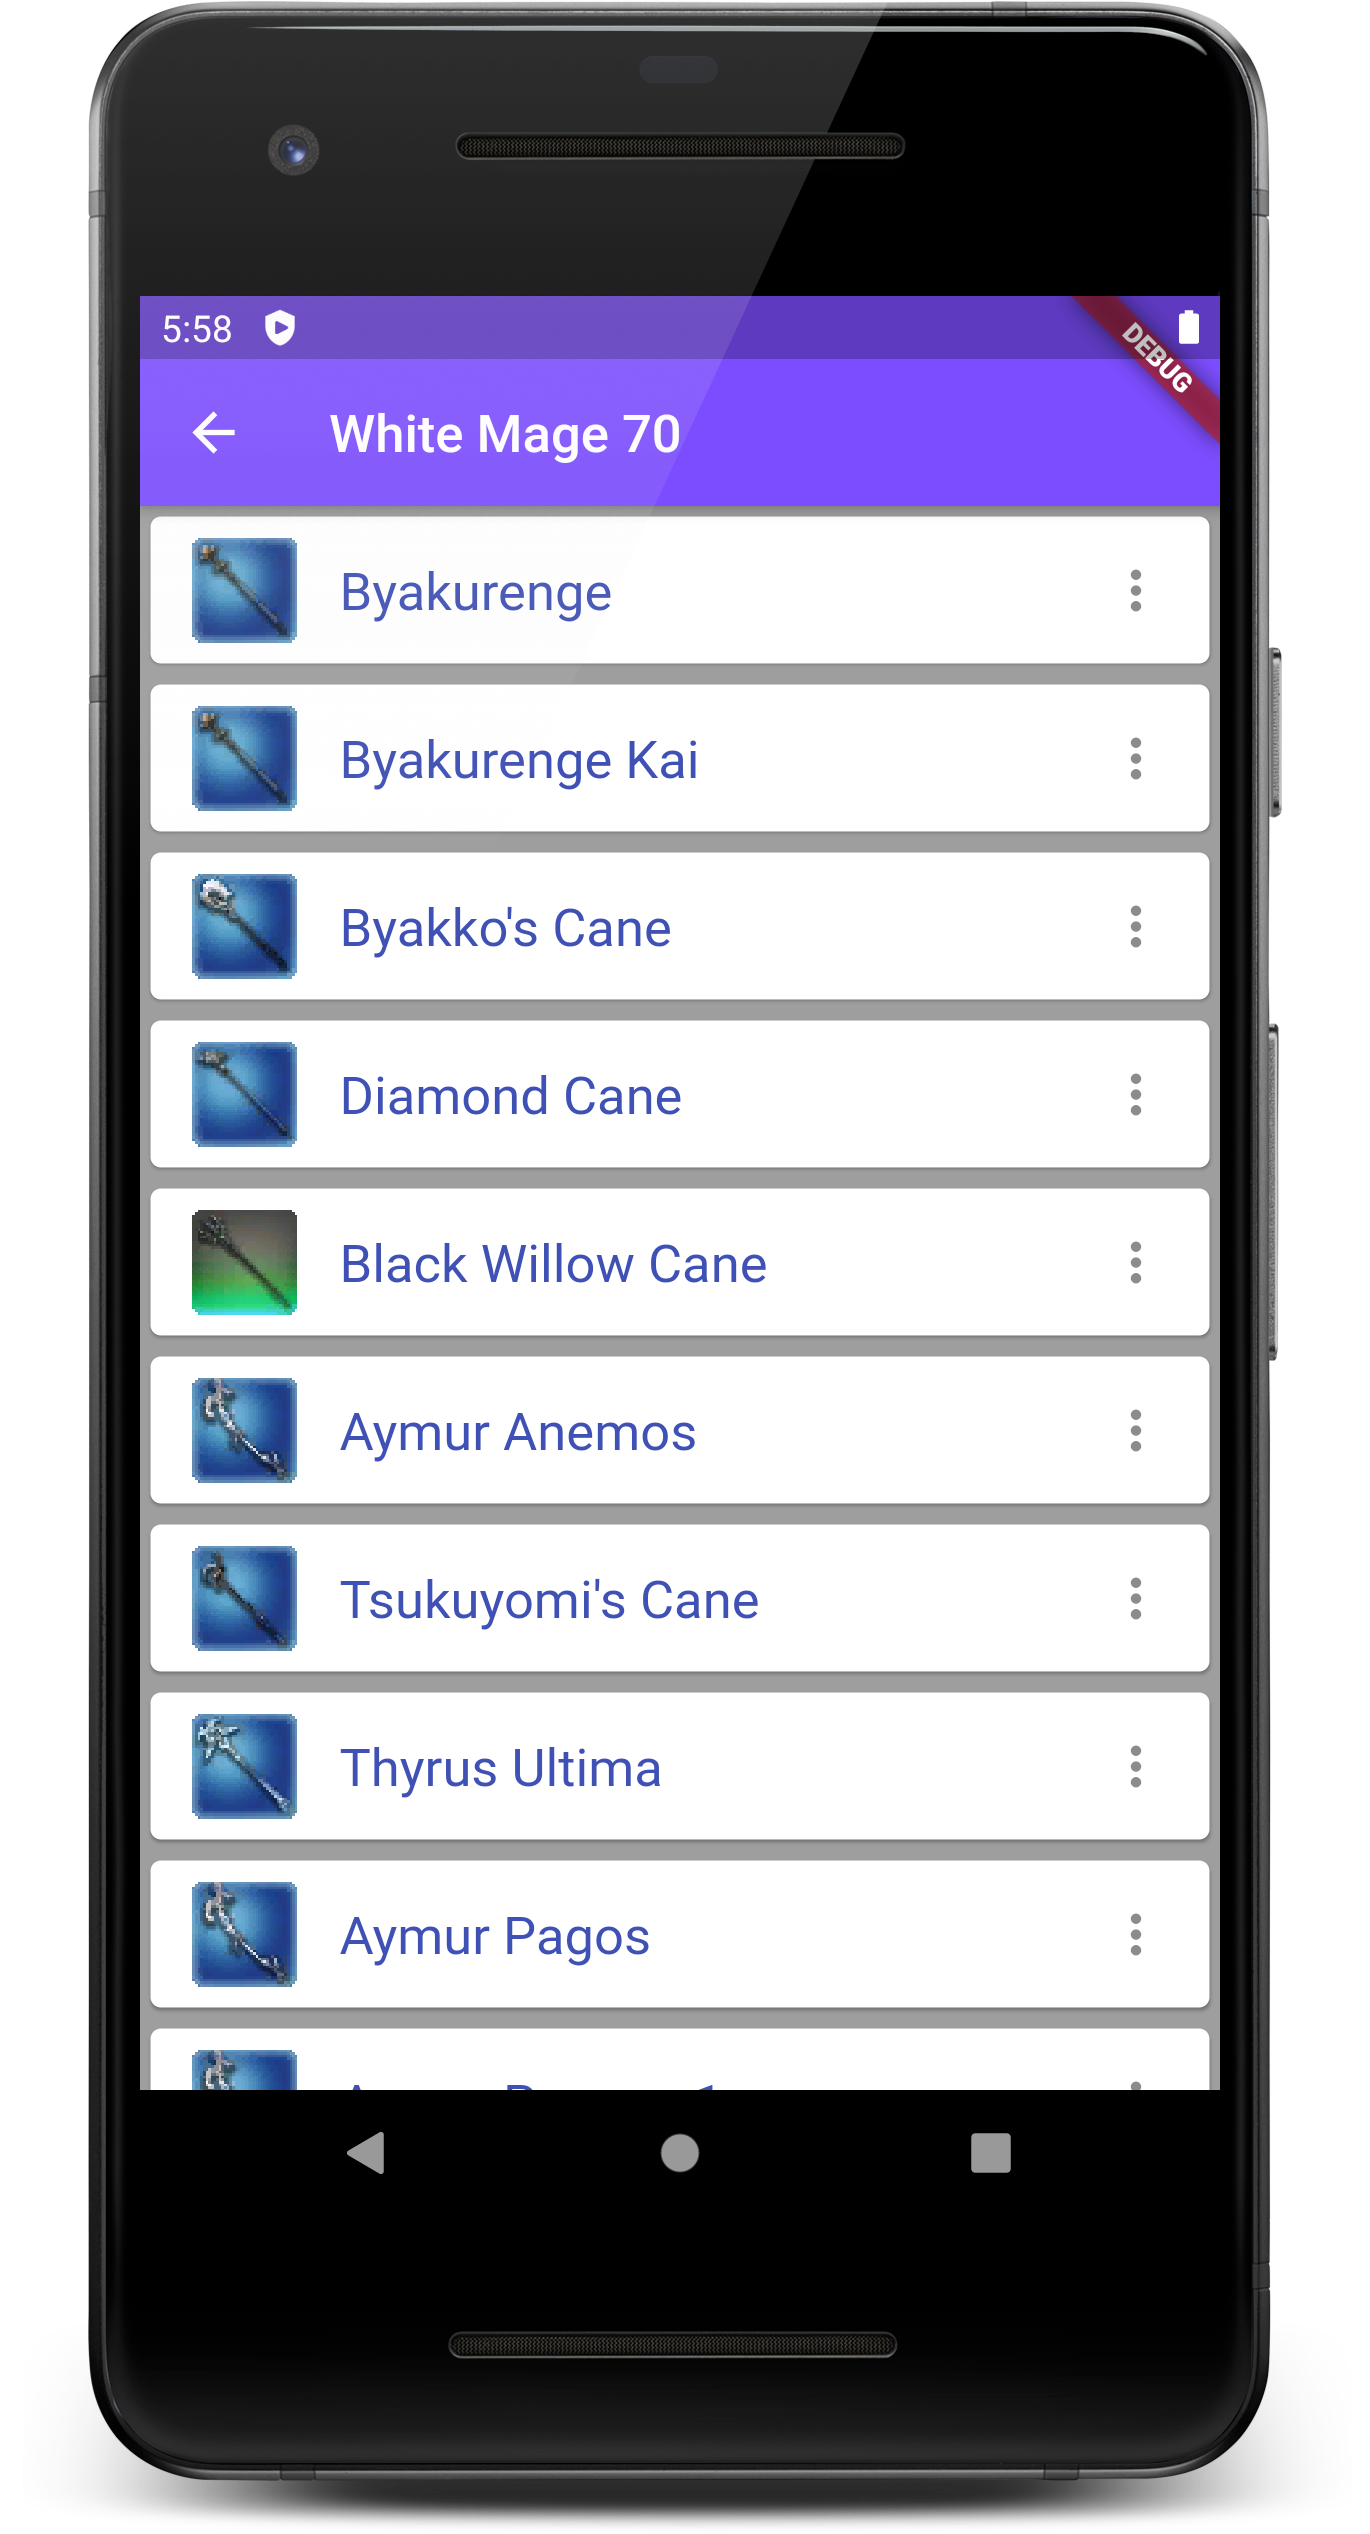 5:58
DEBUG
White Mage 70
Byakurenge
Byakurenge Kai
Byakko's Cane
Diamond Cane
Black Willow Cane
Aymur Anemos
Tsukuyomi's Cane
Thyrus Ultima
Aymur Pagos